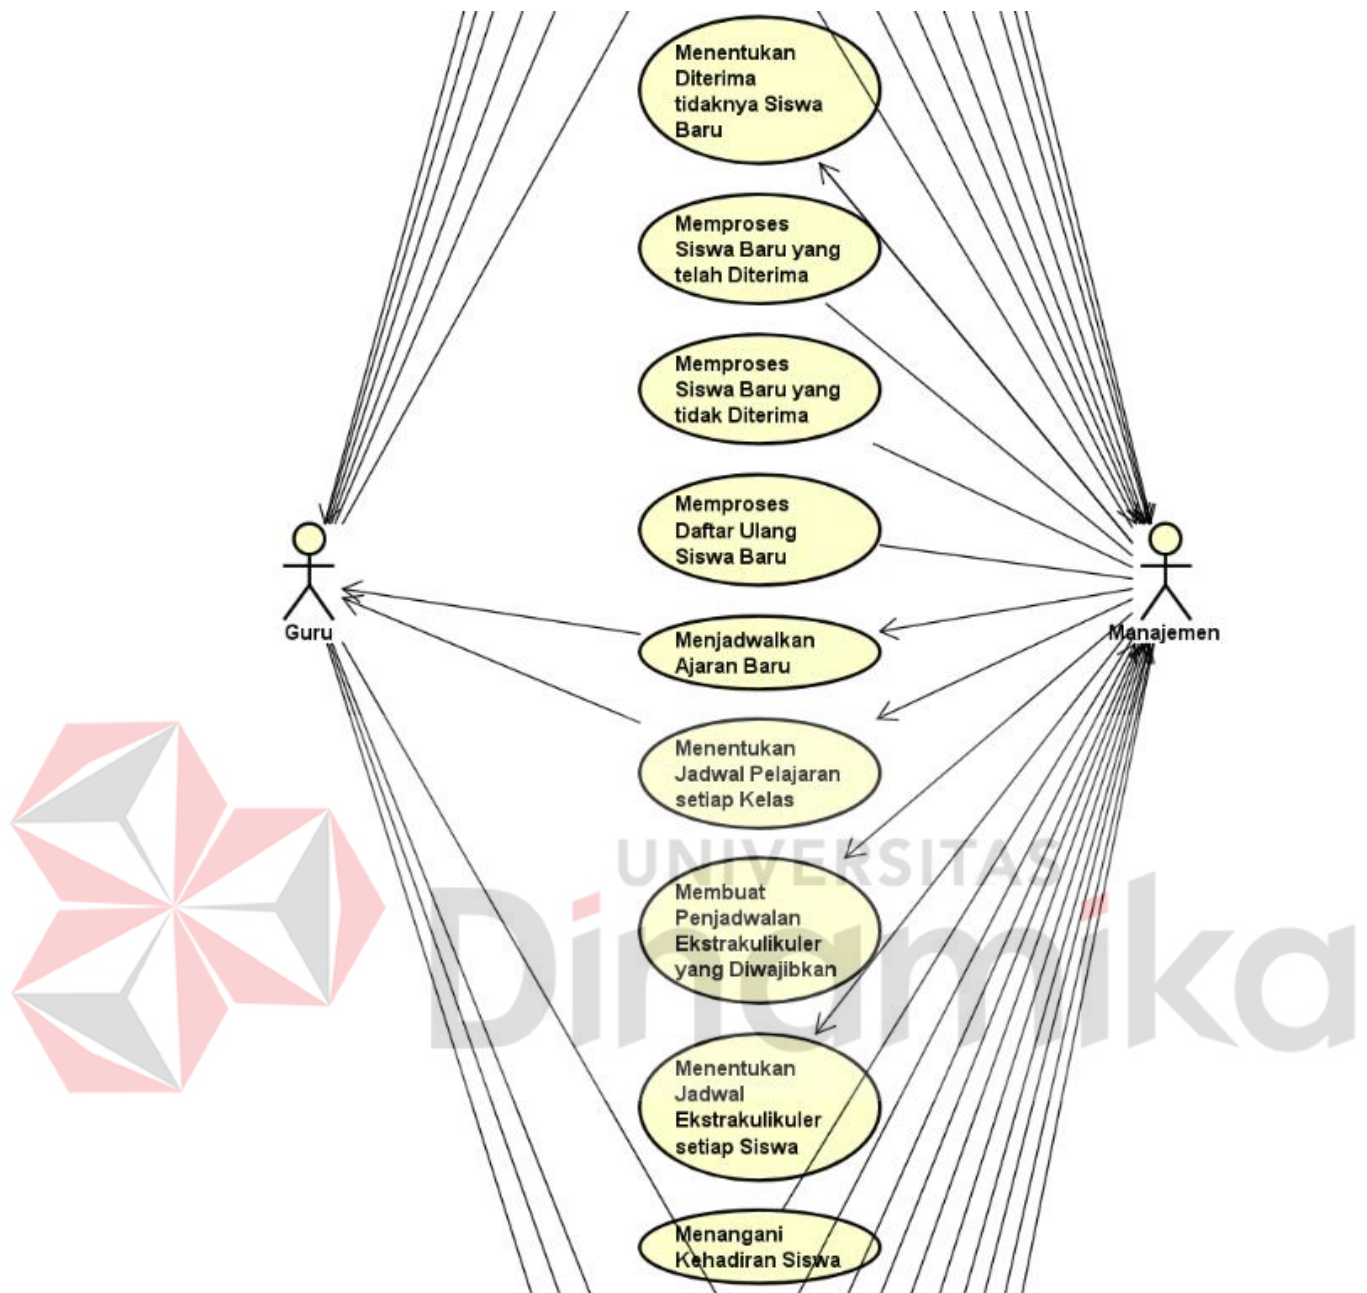 Menentukan
Diterima
tidaknya Siswa
Baru
Memproses
Siswa Baru yang
telah Diterima
Memproses
Siswa Baru yang
tidak Diterima
Memproses
Daftar Ulang
Siswa Baru
Guru
Manajemen
Menjadwalkan
Ajaran Baru
Menentukan
Jadwal Pelajaran
setiap Kelas
UNIVERSITAS
Dinamika
Membuat
Penjadwalan
Ekstrakulikuler
yang Diwajibkan
Menentukan
Jadwal
Ekstrakulikuler
setiap Siswa
Menangani
Kehadiran Siswa